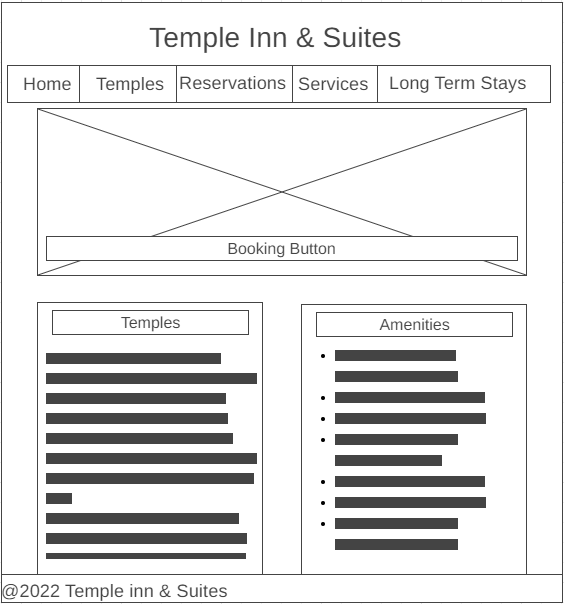 Temple Inn & Suites
Home Temples Reservations Services Long Term Stays
Booking Button
Temples
Amenities
@2022 Temple inn & Suites